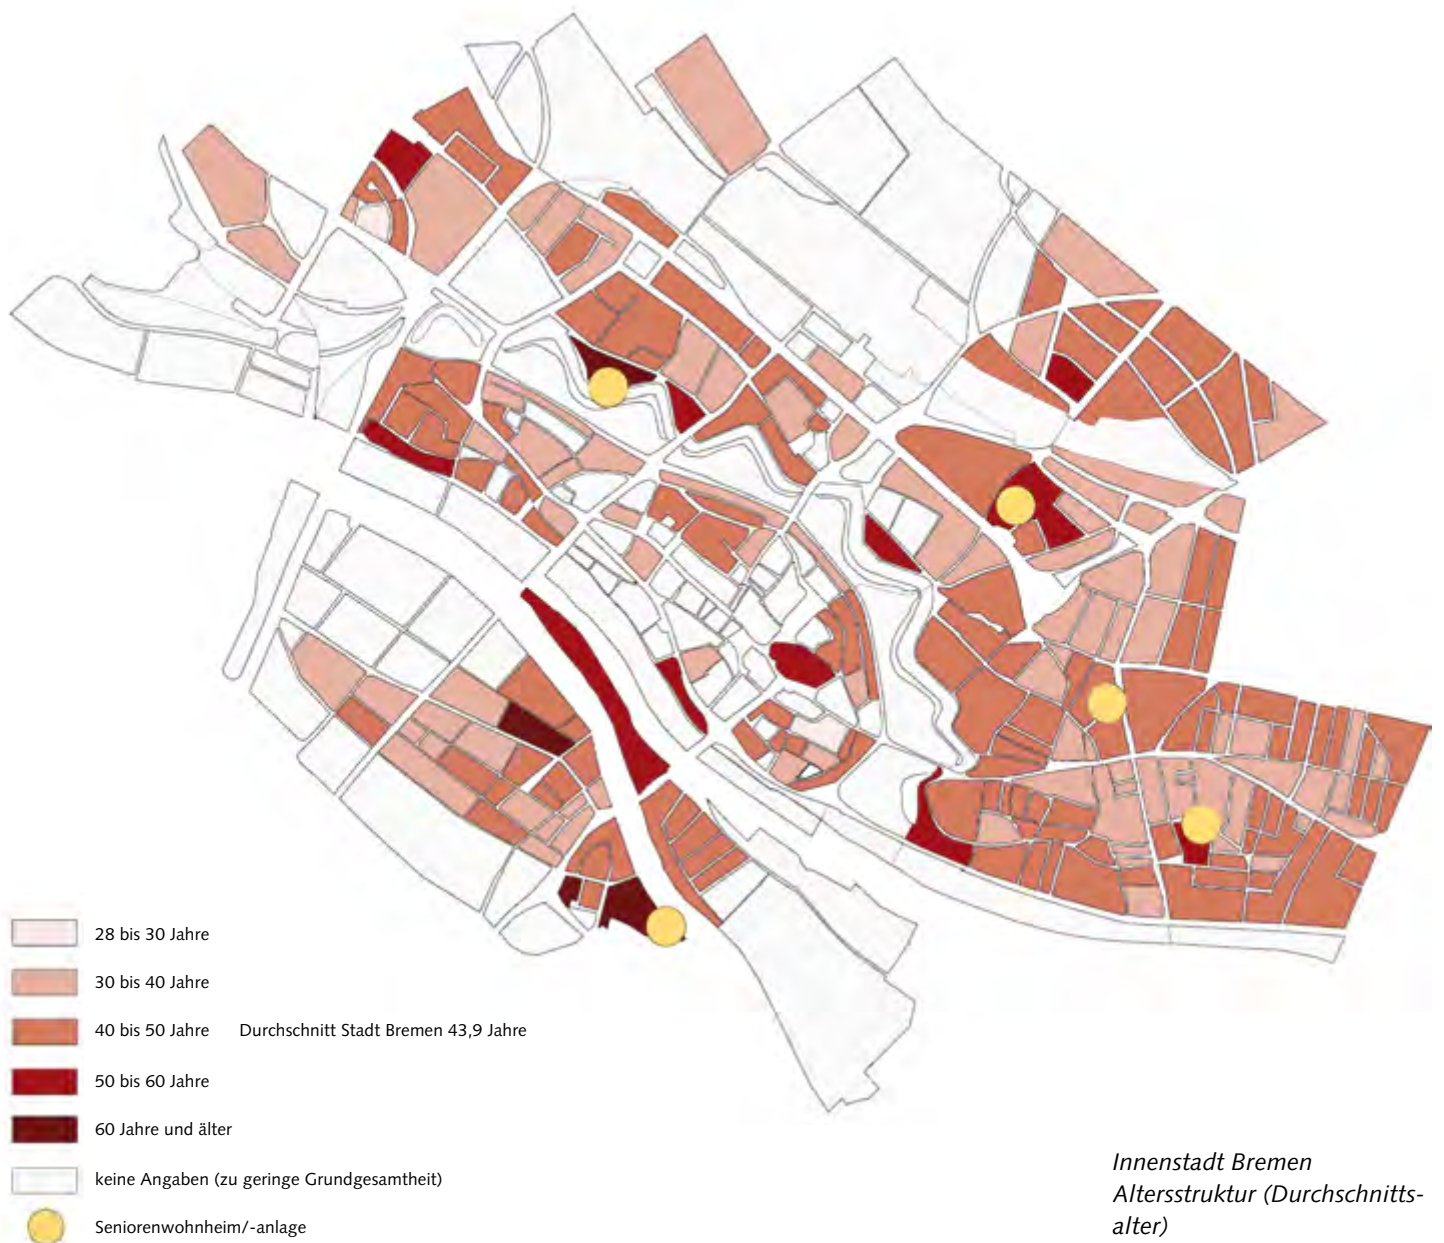 28 bis 30 Jahre
30 bis 40 Jahre
40 bis 50 Jahre Durchschnitt Stadt Bremen 43,9 Jahre
50 bis 60 Jahre
60 Jahre und älter
keine Angaben (zu geringe Grundgesamtheit)
Seniorenwohnheim/-anlage
Innenstadt Bremen
Altersstruktur (Durchschnitts-
alter)